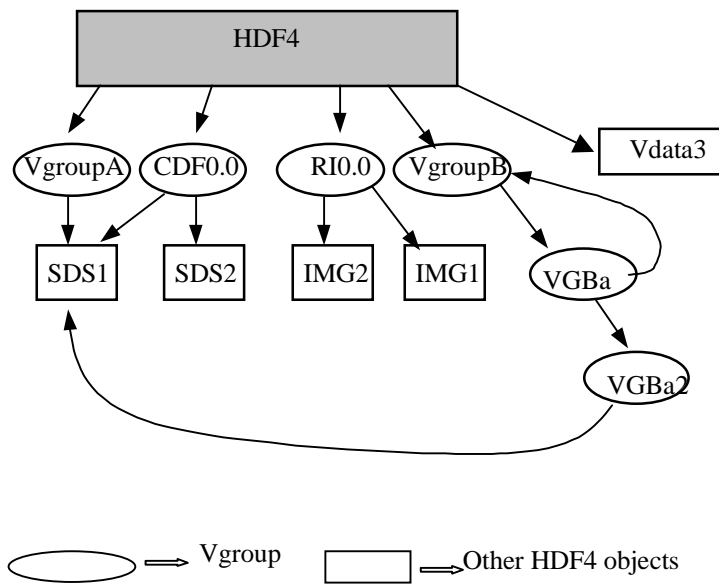 HDF4
VgroupA
CDF0.0
RI0.0
VgroupB
Vdata3
SDS1
SDS2
IMG2
IMG1
VGBa
VGBa2
Vgroup
Other HDF4 objects